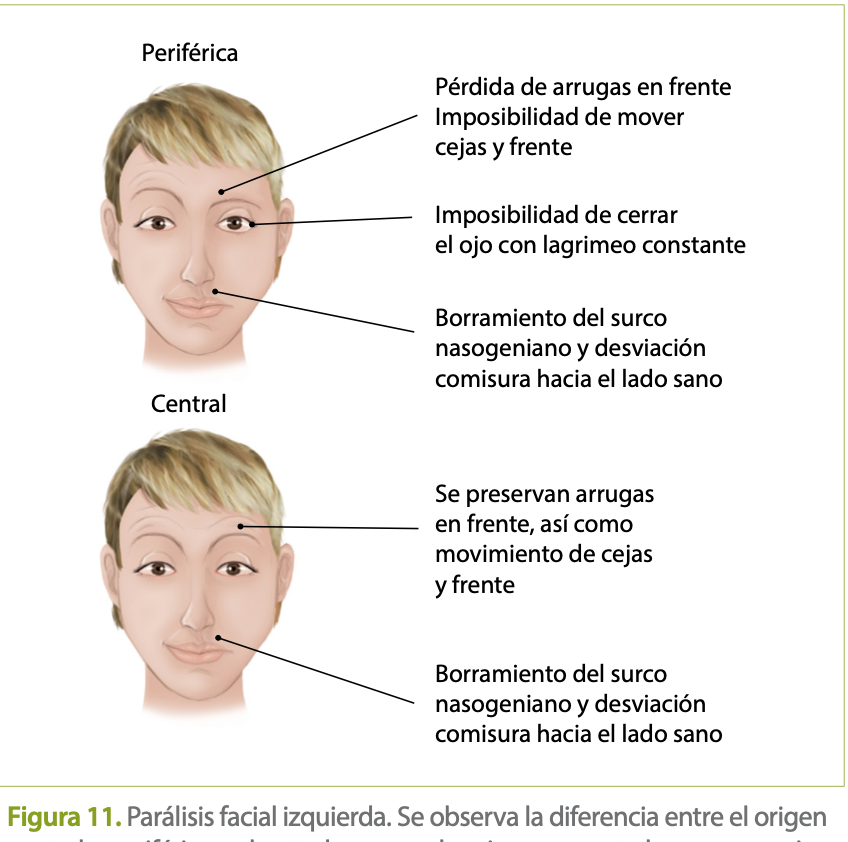 Periférica
Pérdida de arrugas en frente
Imposibilidad de mover
cejas y frente
Imposibilidad de cerrar
el ojo con lagrimeo constante
Borramiento del surco
nasogeniano y desviación
comisura hacia el lado sano
Central
Se preservan arrugas
en frente, así como
movimiento de cejas
y frente
Borramiento del surco
nasogeniano y desviación
comisura hacia el lado sano
Figura 11. Parálisis facial izquierda. Se observa la diferencia entre el origen